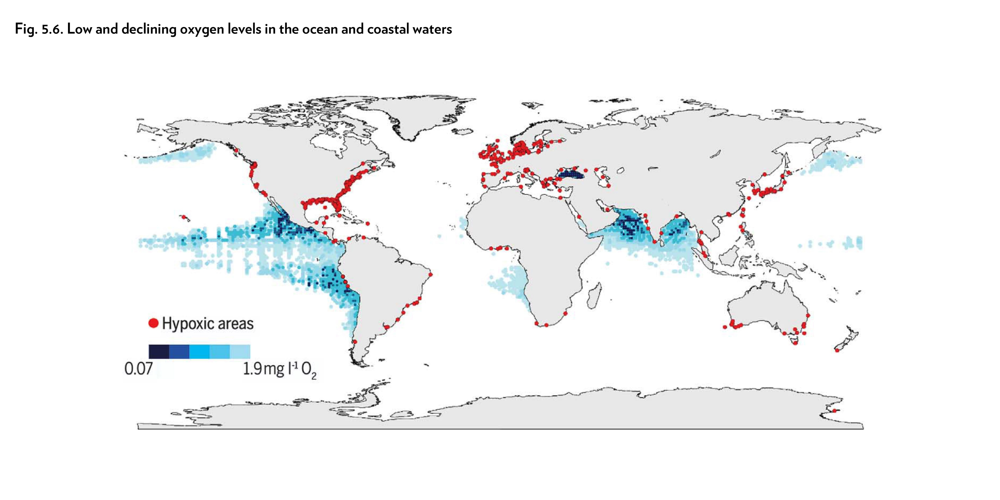 Fig. 5.6. Low and declining oxygen levels in the ocean and coastal waters
Hypoxic areas
0.07 1.9 mg l⁻¹ O₂